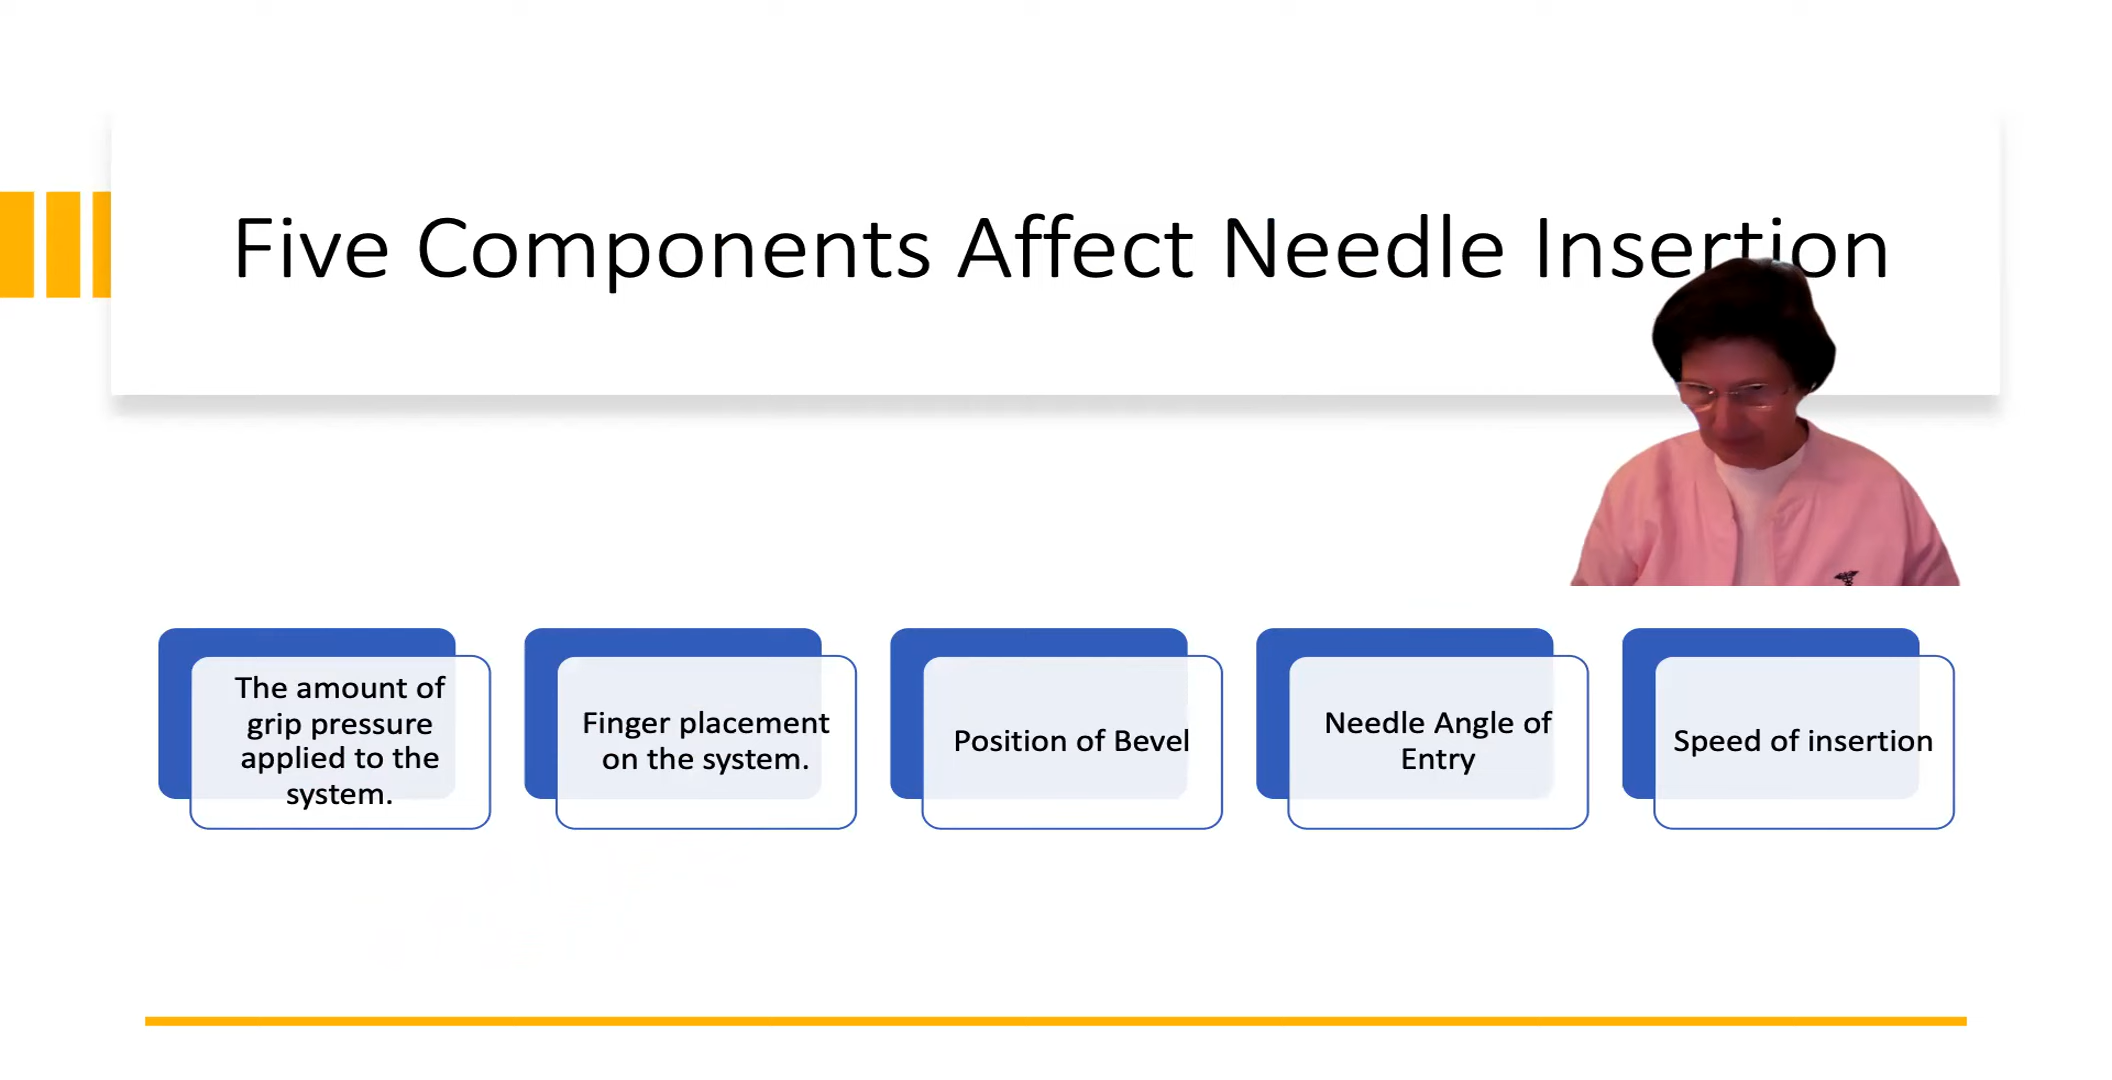 Five Components Affect Needle Insertion
The amount of
grip pressure
applied to the
system.
Finger placement
on the system.
Position of Bevel
Needle Angle of
Entry
Speed of insertion